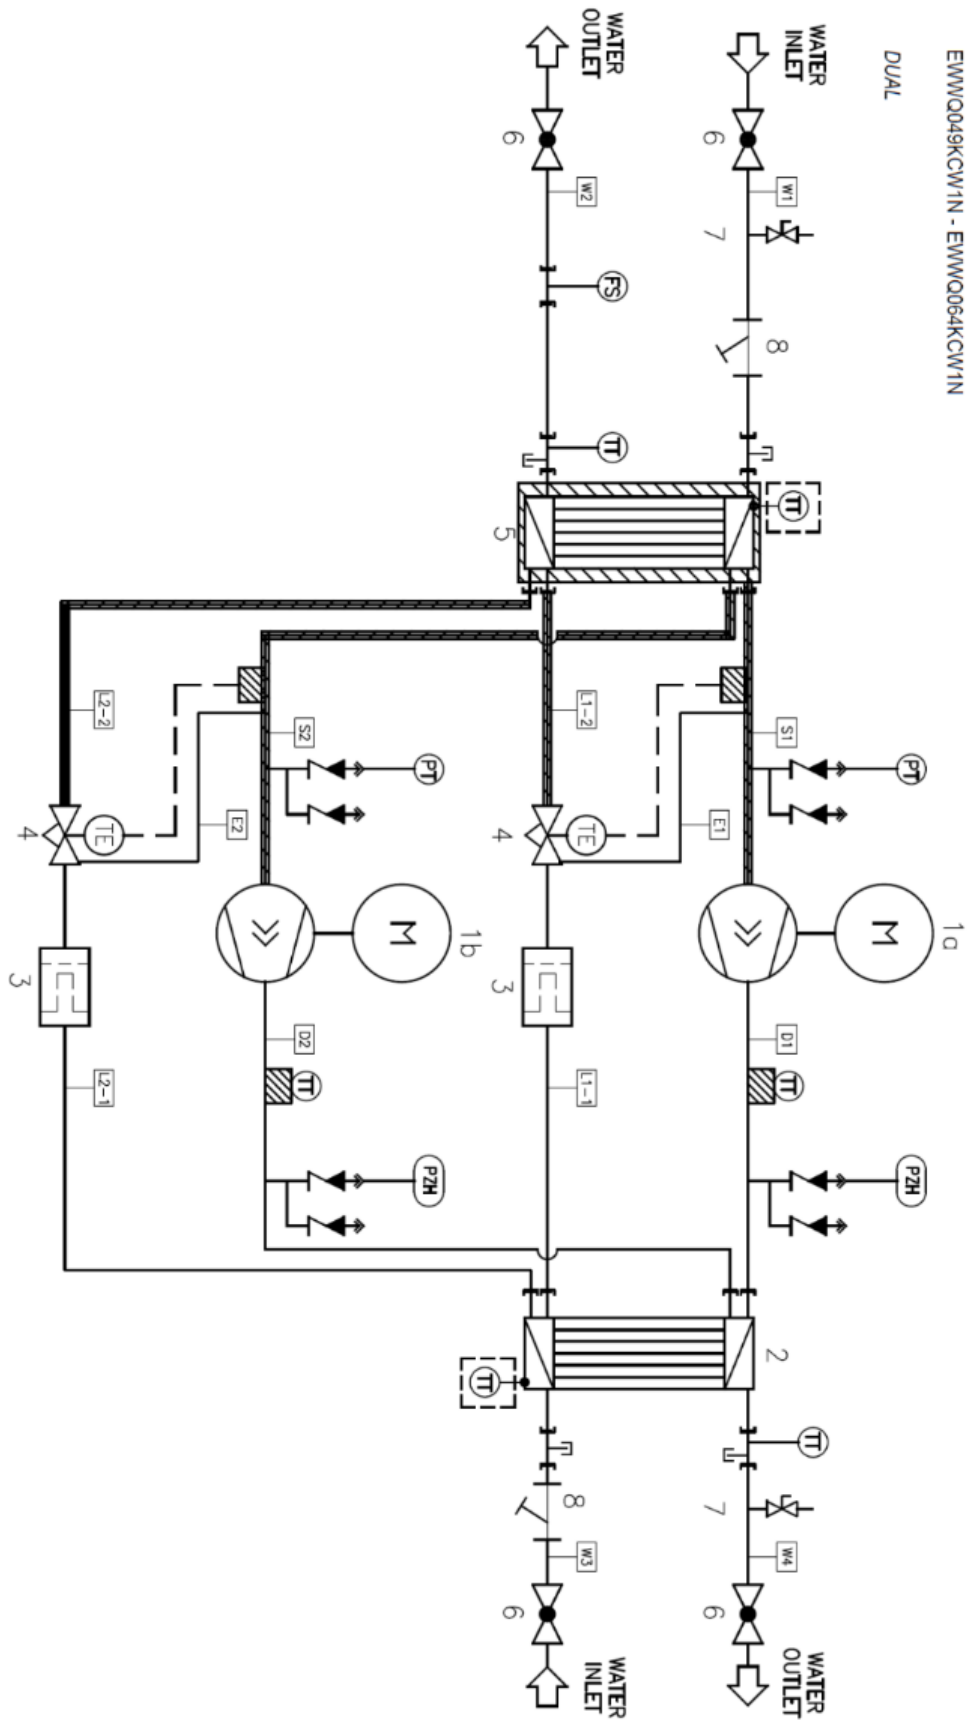 EWWQ049KCW1N - EWWQ064KCW1N
DUAL
1a
PT
PZH
M
WATER
INLET
TT
WATER
OUTLET
W1
TT
S1
D1
TT
W4
8
2
6
7
E1
7
6
WATER
OUTLET
FS
TT
WATER
INLET
W2
L1-2
TE
L1-1
W3
8
6
5
4
3
6
TT
1b
PT
PZH
M
S2
D2
TT
E2
L2-2
TE
L2-1
4
3